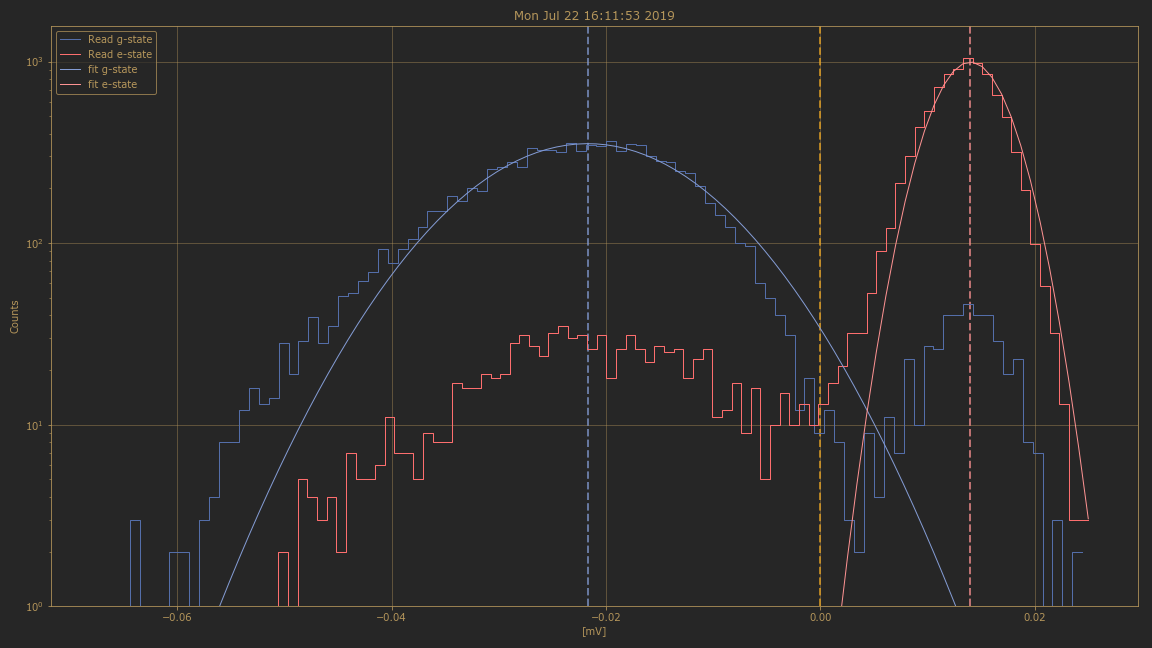 Mon Jul 22 16:11:53 2019
Read g-state
Read e-state
fit g-state
fit e-state
10³
10²
10¹
10⁰
Counts
−0.06
−0.04
−0.02
0.00
0.02
[mV]